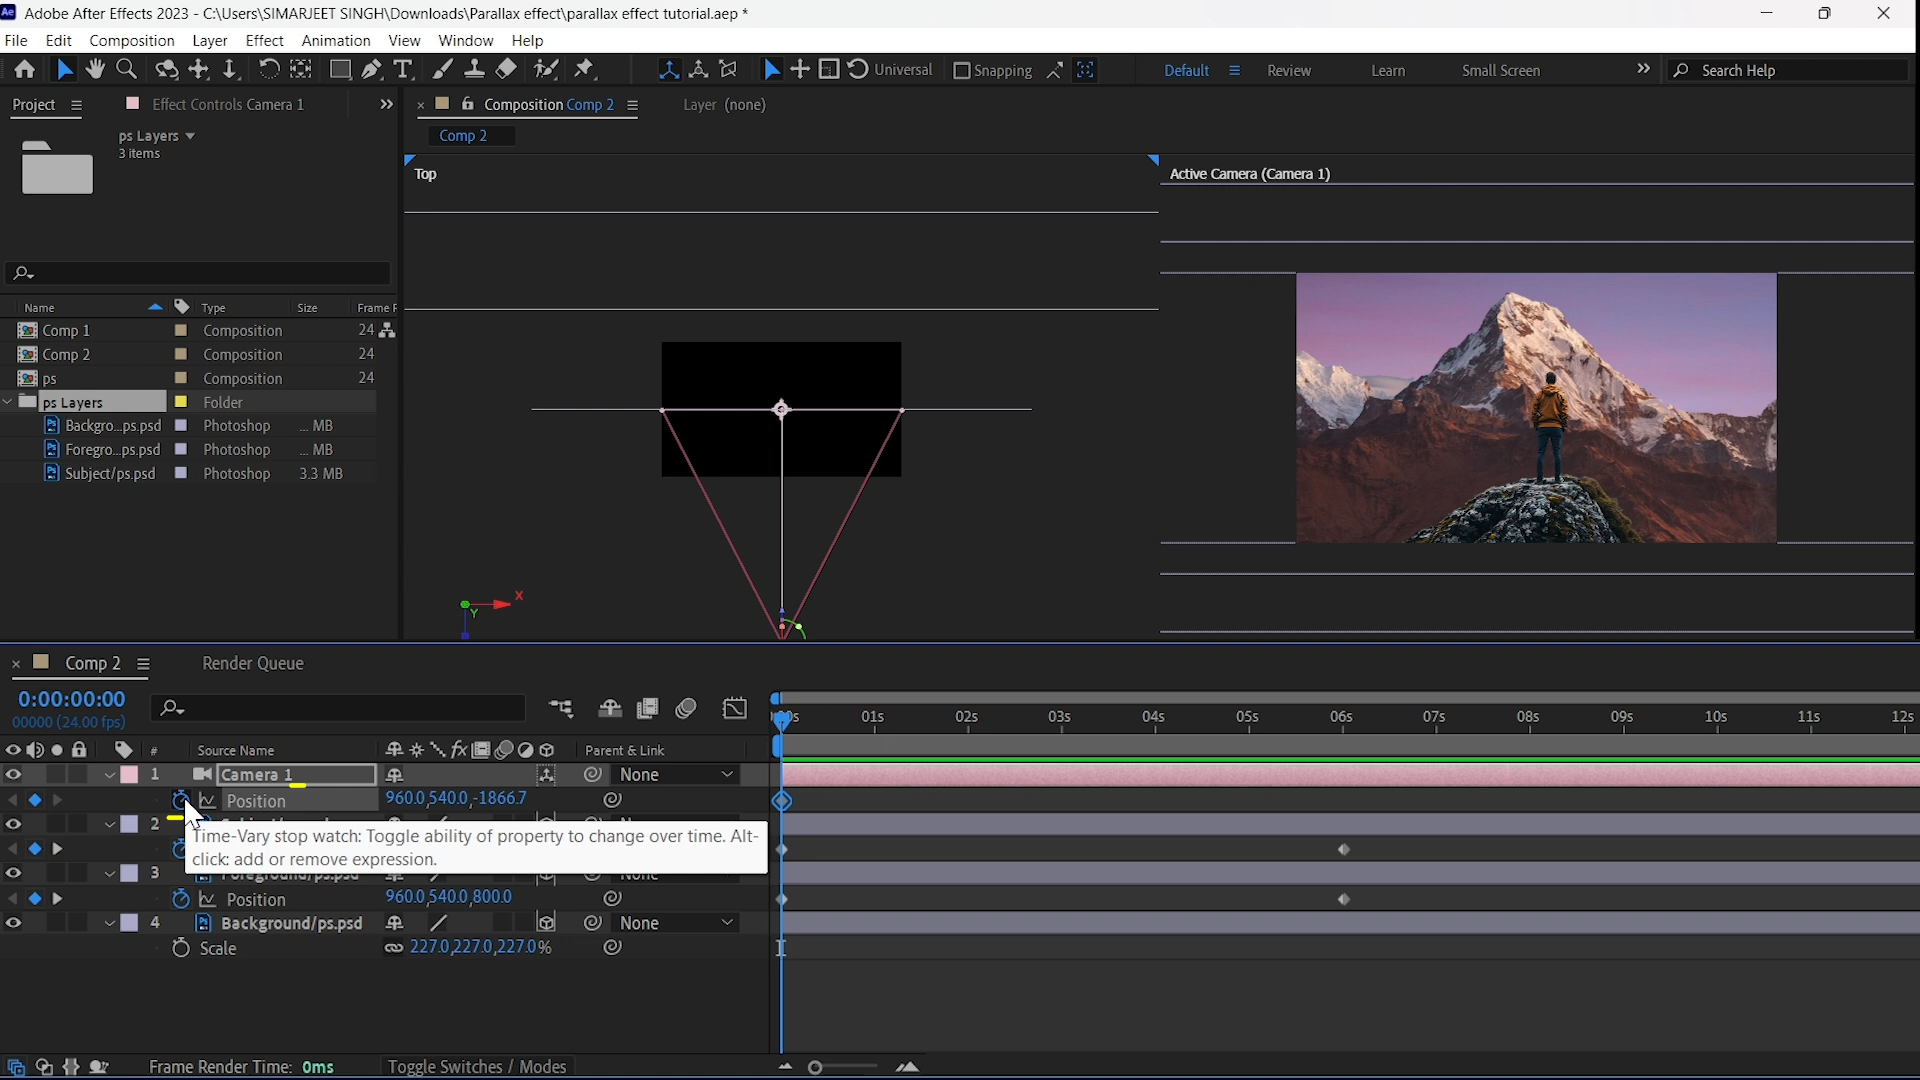 Adobe After Effects 2023 - C:\Users\SIMARJEET SINGH\Downloads\Parallax effect\parallax effect tutorial.aep *
File Edit Composition Layer Effect Animation View Window Help
Universal Snapping Default Review Learn Small Screen Search Help
Project Effect Controls Camera 1 Composition Comp 2 Layer (none)
ps Layers
3 items
Comp 2
Top
Active Camera (Camera 1)
Name Type Size Frame
Comp 1 Composition 24
Comp 2 Composition 24
ps Composition 24
ps Layers Folder
Backgro...ps.psd Photoshop ... MB
Foregro...ps.psd Photoshop ... MB
Subject/ps.psd Photoshop 3.3 MB
X
Y
Comp 2 Render Queue
0:00:00:00
00000 (24.00 fps)
01s 02s 03s 04s 05s 06s 07s 08s 09s 10s 11s 12s
# Source Name Parent & Link
1 Camera 1 None
Position 960.0,540.0,-1866.7
2
Time-Vary stop watch: Toggle ability of property to change over time. Alt-
click: add or remove expression.
3 Foreground/ps.psd None
Position 960.0,540.0,800.0
4 Background/ps.psd None
Scale 227.0,227.0,227.0%
Frame Render Time: 0ms Toggle Switches / Modes